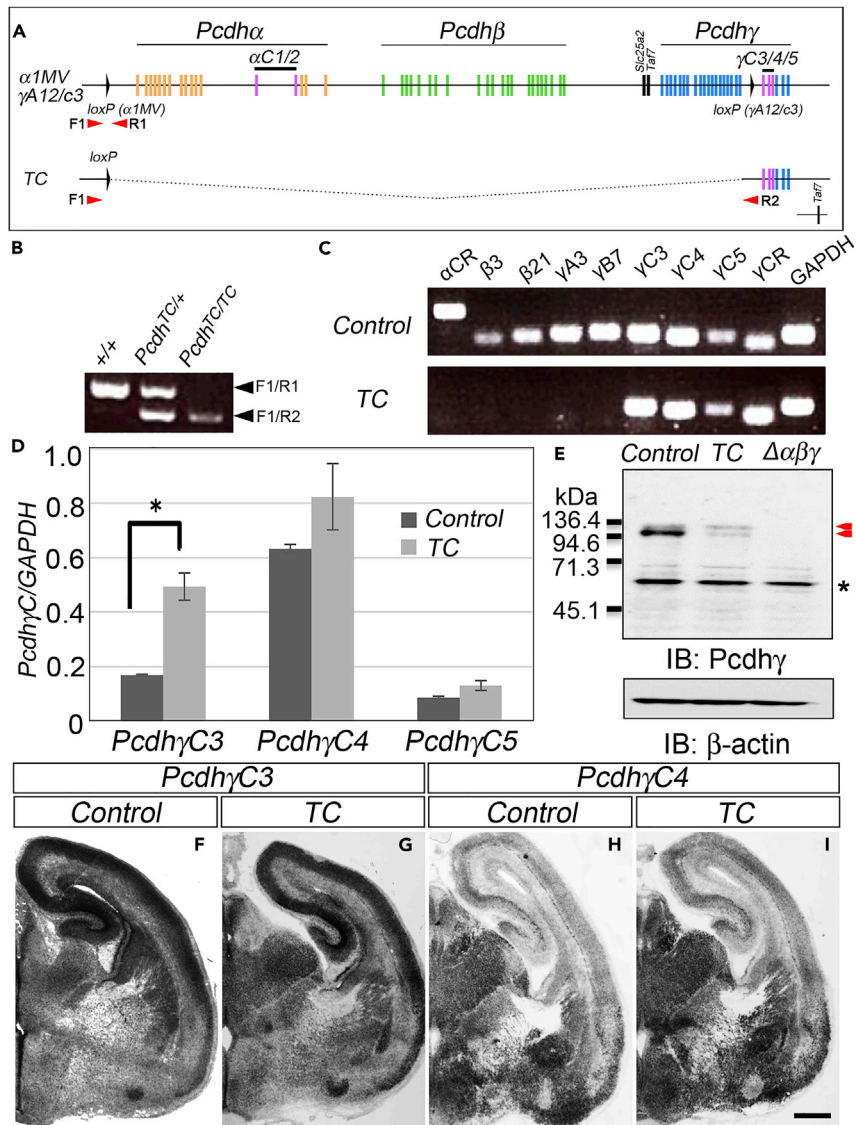 A
Pcdhα
Pcdhβ
Pcdhγ
αC1/2
Slc25a2
Taf7
γC3/4/5
α1MV
γA12/c3
loxP (α1MV)
loxP (γA12/c3)
F1
R1
loxP
TC
F1
R2
Taf7
B
+/+
Pcdh^TC/+
Pcdh^TC/TC
F1/R1
F1/R2
C
αCR β3 β21 γA3 γB7 γC3 γC4 γC5 γCR GAPDH
Control
TC
D
PcdhγC/GAPDH
1.0
0.8
0.6
0.4
0.2
0
*
Control
TC
PcdhγC3 PcdhγC4 PcdhγC5
E
Control TC Δαβγ
kDa
136.4
94.6
71.3
45.1
*
IB: Pcdhγ
IB: β-actin
PcdhγC3 PcdhγC4
Control TC Control TC
F G H I